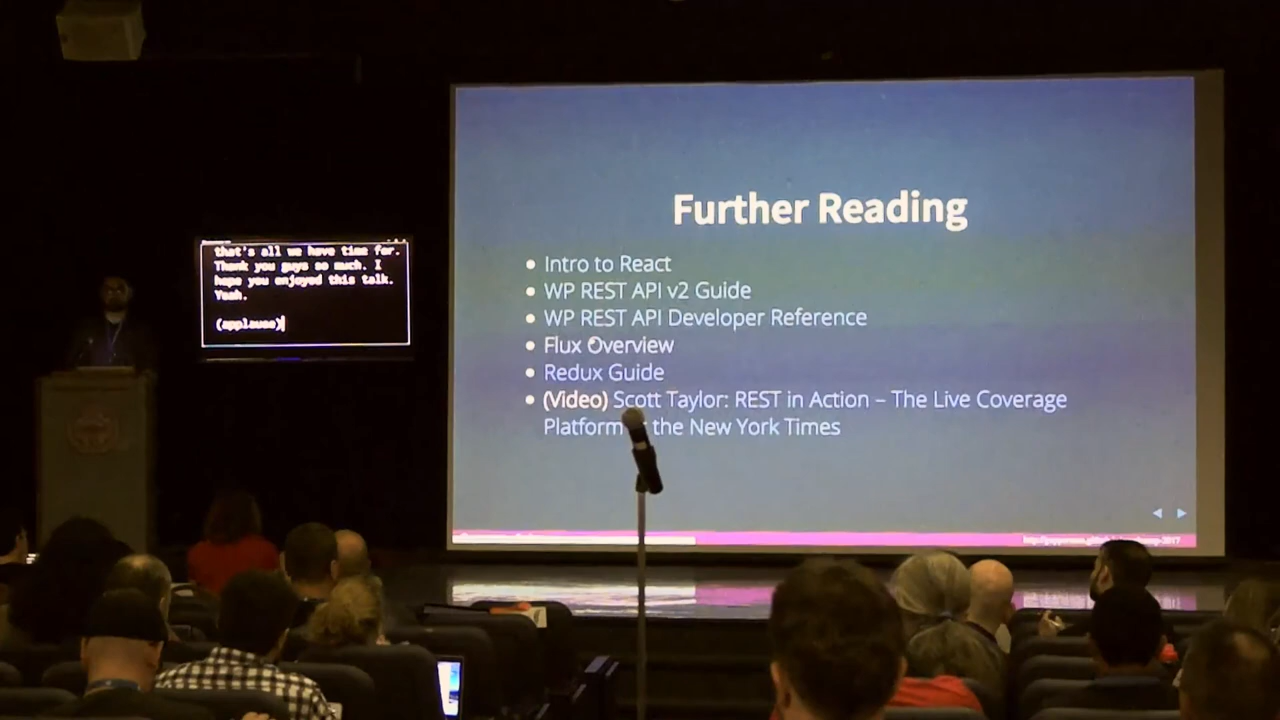 that's all we have time for.
Thank you guys so much. I
hope you enjoyed this talk.
Yeah.
(applause)
Further Reading
Intro to React
WP REST API v2 Guide
WP REST API Developer Reference
Flux Overview
Redux Guide
(Video) Scott Taylor: REST in Action – The Live Coverage
Platform the New York Times